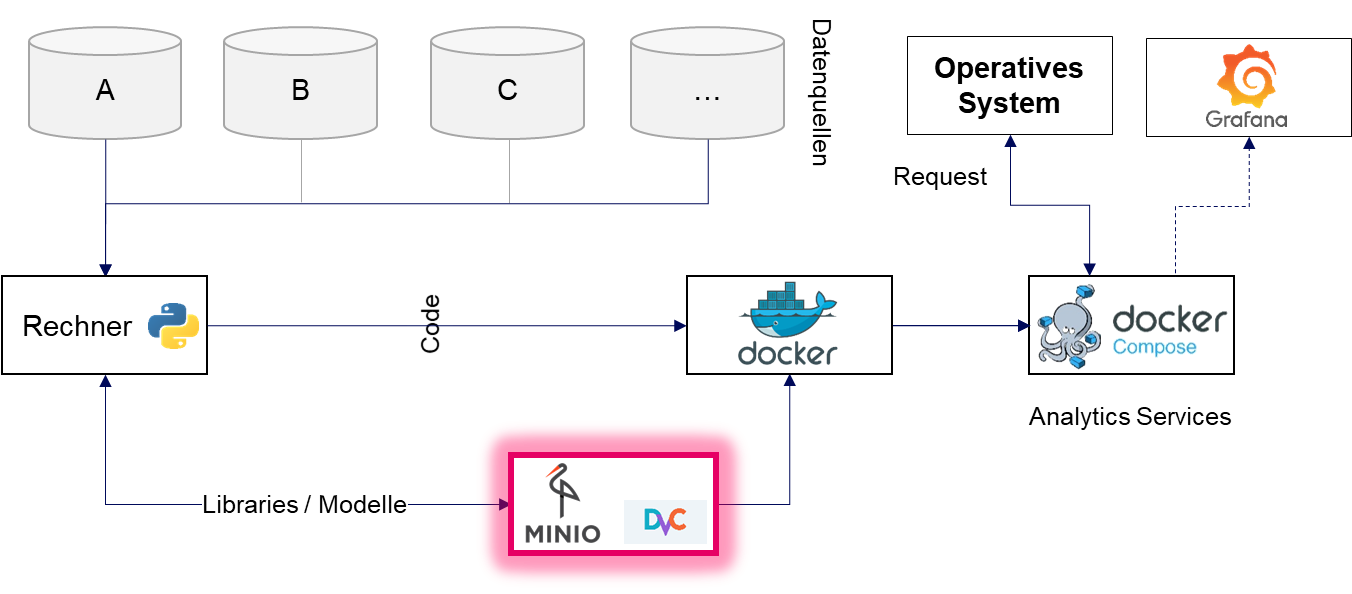 A
B
C
…
Datenquellen
Operatives
System
Grafana
Request
Rechner
Code
docker
docker
Compose
Analytics Services
Libraries / Modelle
MINIO
DVC